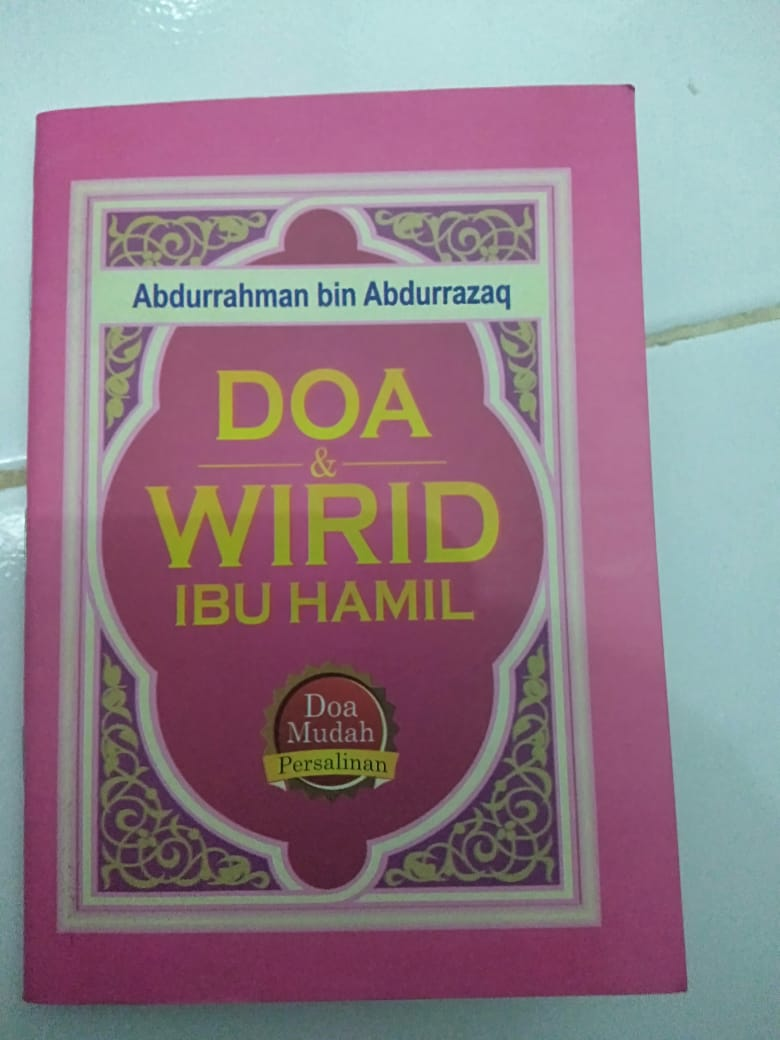 Abdurrahman bin Abdurrazaq
DOA
&
WIRID
IBU HAMIL
Doa
Mudah
Persalinan